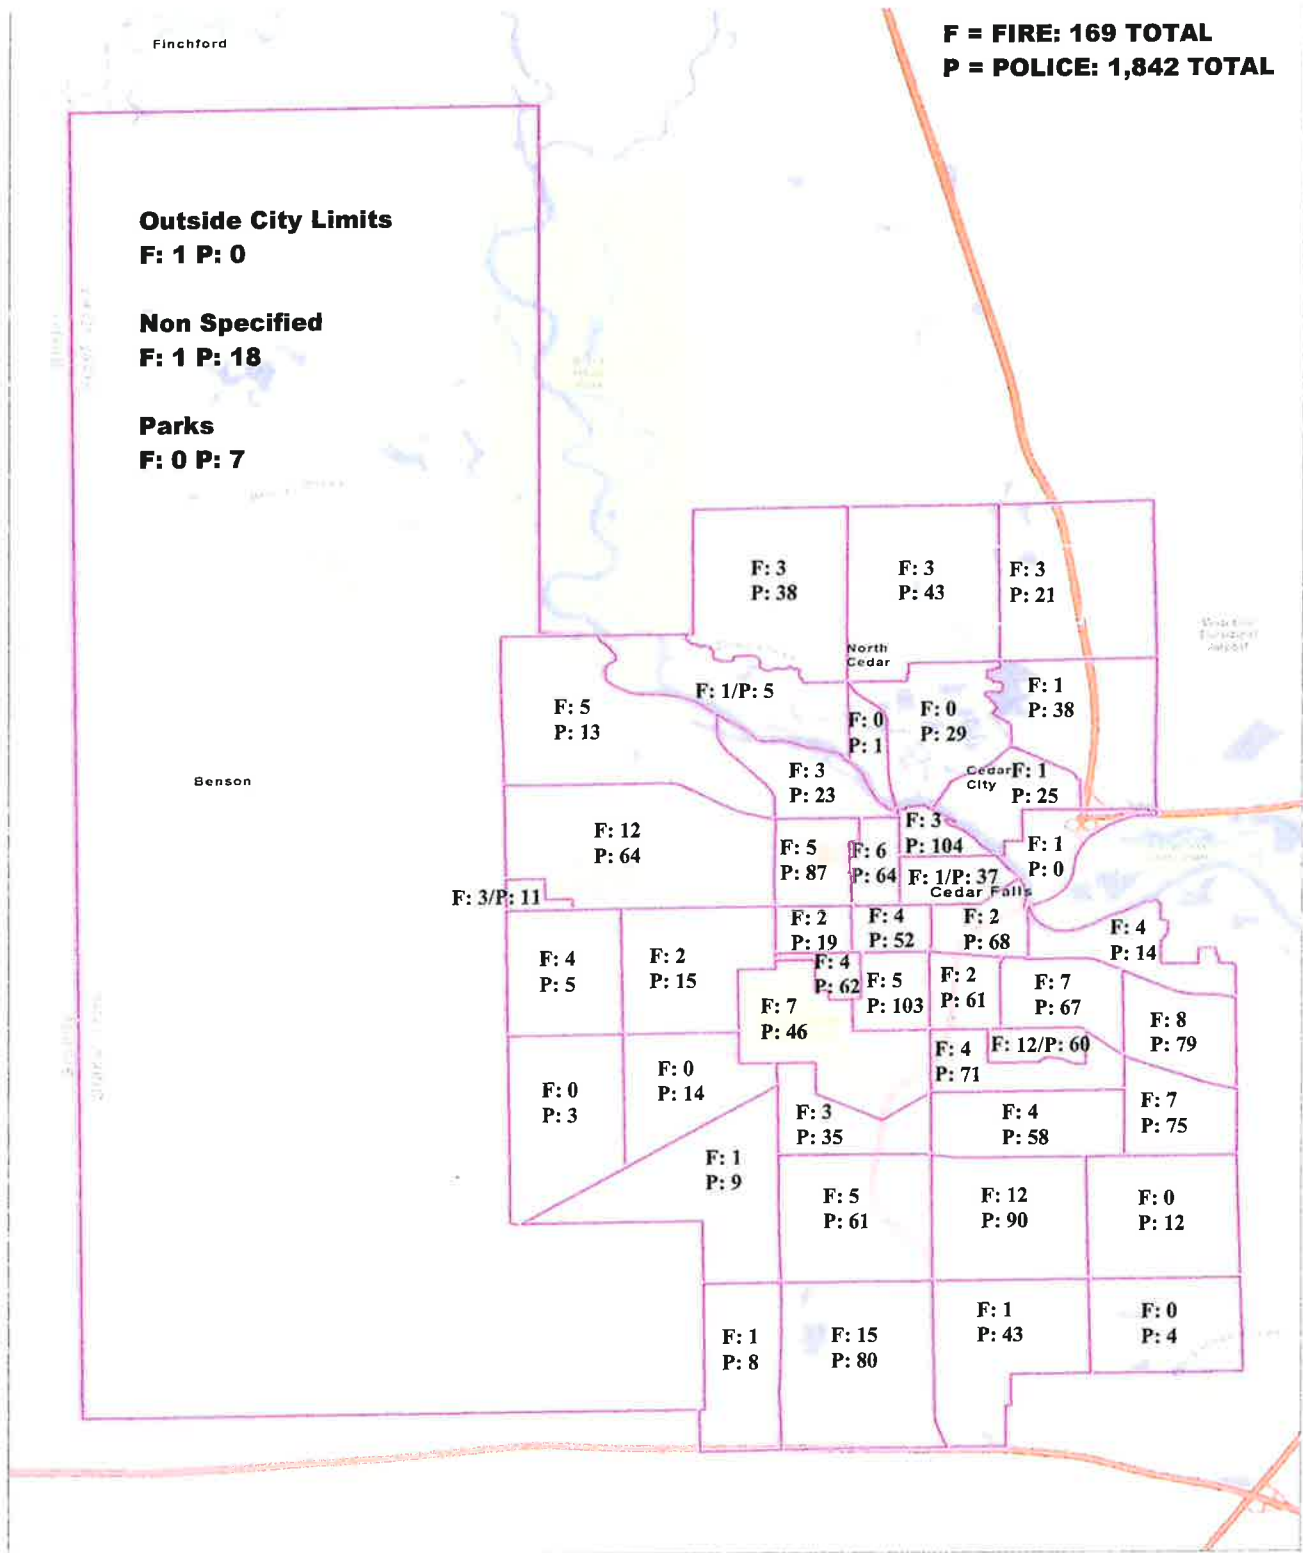 Finchford
F = FIRE: 169 TOTAL
P = POLICE: 1,842 TOTAL
Outside City Limits
F: 1 P: 0
Non Specified
F: 1 P: 18
Parks
F: 0 P: 7
F: 3
P: 38
F: 3
P: 43
F: 3
P: 21
North
Cedar
F: 1/P: 5
F: 5
P: 13
F: 0
P: 1
F: 0
P: 29
F: 1
P: 38
Benson
F: 3
P: 23
Cedar
City
F: 1
P: 25
F: 12
P: 64
F: 5
P: 87
F: 6
P: 64
F: 3
P: 104
F: 1
P: 0
F: 1/P: 37
Cedar Falls
F: 3/P: 11
F: 2
P: 19
F: 4
P: 52
F: 2
P: 68
F: 4
P: 14
F: 4
P: 5
F: 2
P: 15
F: 4
P: 62
F: 5
P: 103
F: 2
P: 61
F: 7
P: 67
F: 7
P: 46
F: 8
P: 79
F: 4
P: 71
F: 12/P: 60
F: 0
P: 3
F: 0
P: 14
F: 3
P: 35
F: 4
P: 58
F: 7
P: 75
F: 1
P: 9
F: 5
P: 61
F: 12
P: 90
F: 0
P: 12
F: 1
P: 8
F: 15
P: 80
F: 1
P: 43
F: 0
P: 4